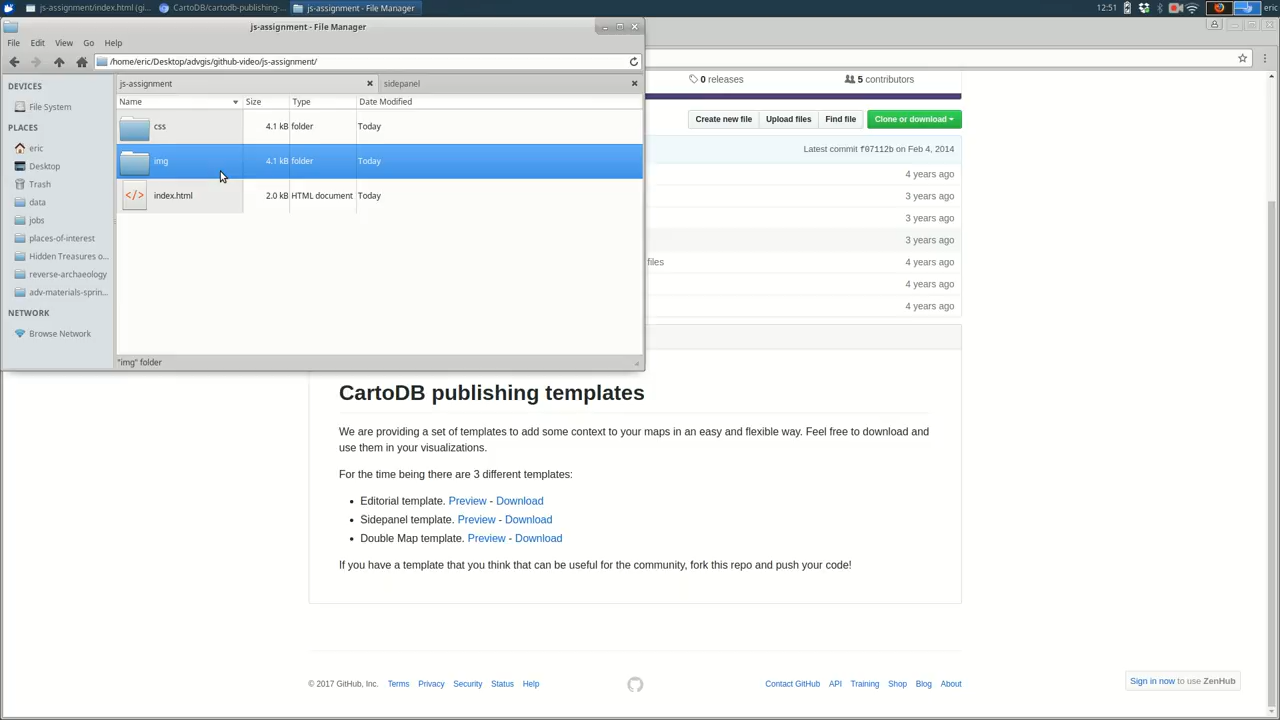 js-assignment/index.html (gi...
CartoDB/cartodb-publishing-...
js-assignment - File Manager
12:51
eric
js-assignment - File Manager
File Edit View Go Help
/home/eric/Desktop/advgis/github-video/js-assignment/
DEVICES
File System
PLACES
eric
Desktop
Trash
data
jobs
places-of-interest
Hidden Treasures o...
reverse-archaeology
adv-materials-sprin...
NETWORK
Browse Network
js-assignment
sidepanel
Name Size Type Date Modified
css 4.1 kB folder Today
img 4.1 kB folder Today
index.html 2.0 kB HTML document Today
"img" folder
0 releases
5 contributors
Create new file Upload files Find file Clone or download
Latest commit f07112b on Feb 4, 2014
4 years ago
3 years ago
3 years ago
3 years ago
files 4 years ago
4 years ago
4 years ago
CartoDB publishing templates
We are providing a set of templates to add some context to your maps in an easy and flexible way. Feel free to download and
use them in your visualizations.
For the time being there are 3 different templates:
• Editorial template. Preview - Download
• Sidepanel template. Preview - Download
• Double Map template. Preview - Download
If you have a template that you think that can be useful for the community, fork this repo and push your code!
© 2017 GitHub, Inc. Terms Privacy Security Status Help
Contact GitHub API Training Shop Blog About
Sign in now to use ZenHub